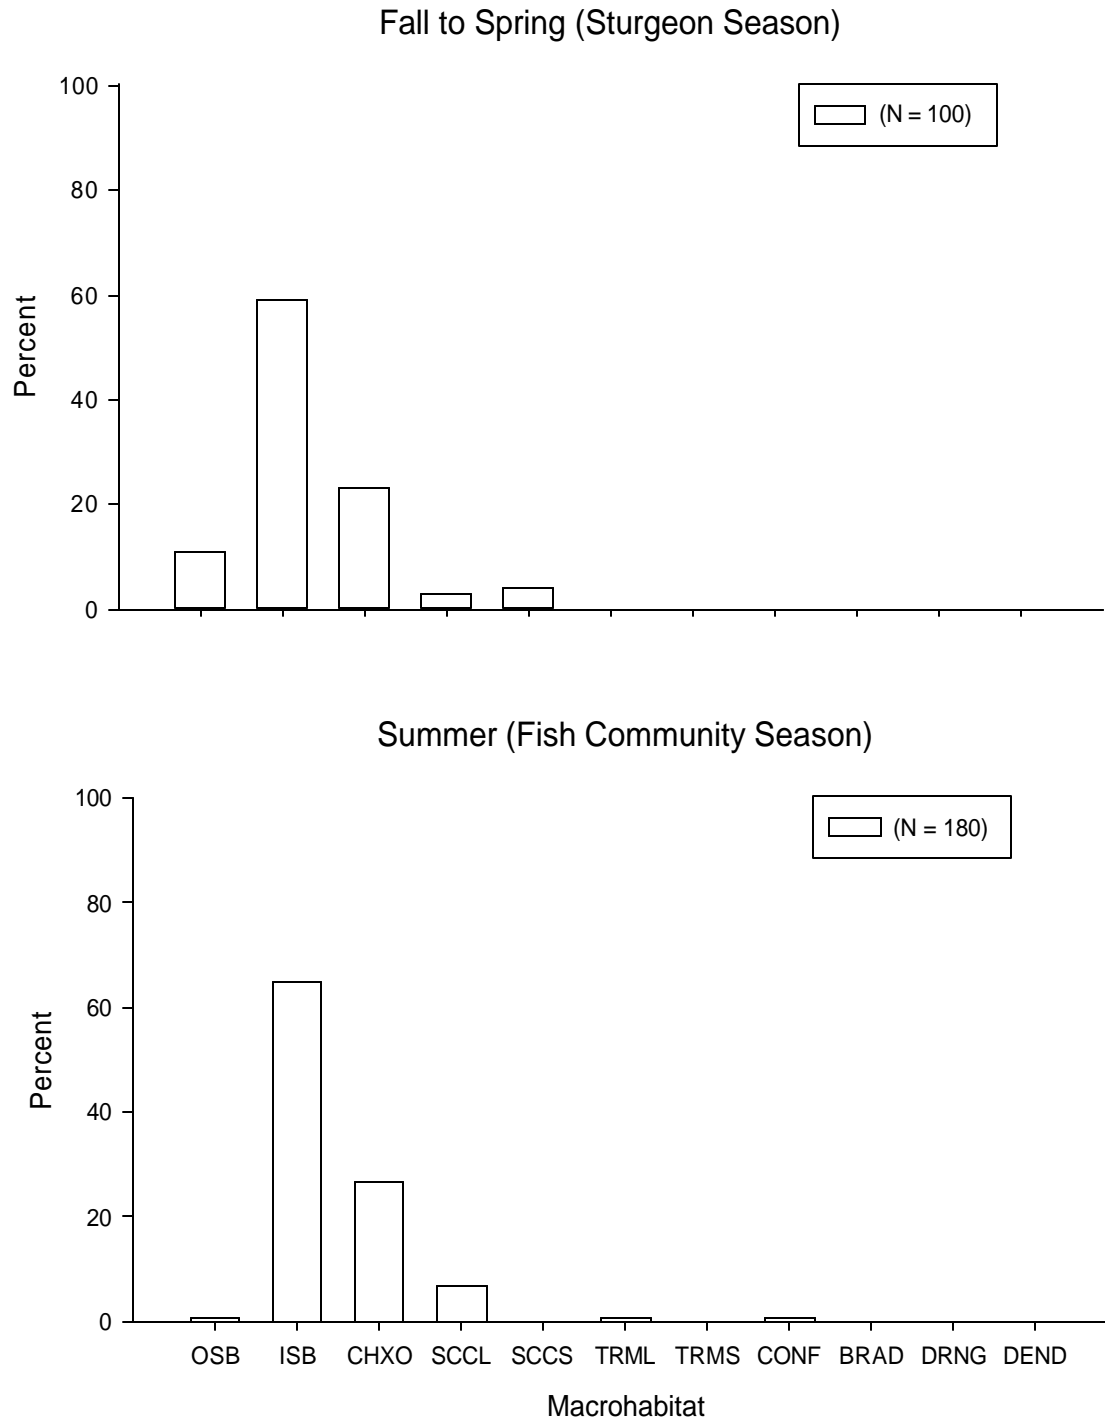 Fall to Spring (Sturgeon Season)
100
(N = 100)
80
60
Percent
40
20
0
Summer (Fish Community Season)
100
(N = 180)
80
60
Percent
40
20
0
OSB ISB CHXO SCCL SCCS TRML TRMS CONF BRAD DRNG DEND
Macrohabitat